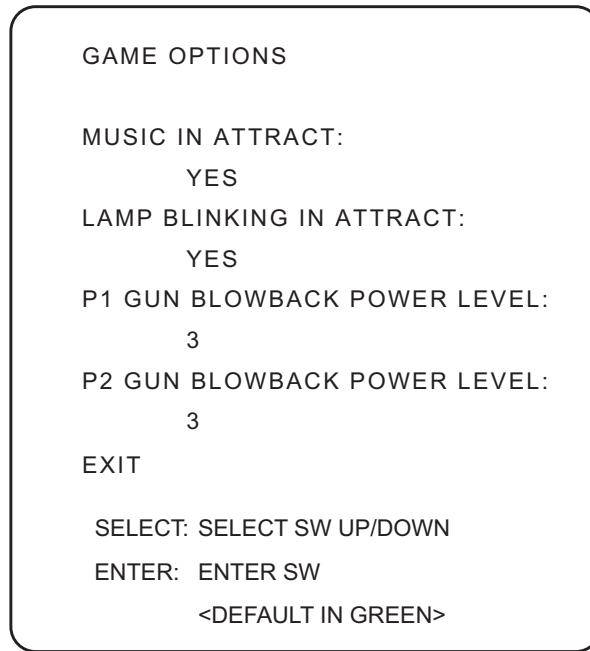 GAME OPTIONS
MUSIC IN ATTRACT:
YES
LAMP BLINKING IN ATTRACT:
YES
P1 GUN BLOWBACK POWER LEVEL:
3
P2 GUN BLOWBACK POWER LEVEL:
3
EXIT
SELECT: SELECT SW UP/DOWN
ENTER: ENTER SW
<DEFAULT IN GREEN>